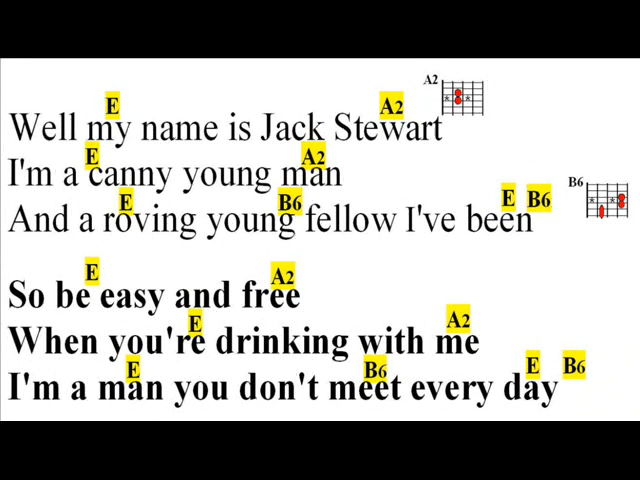 E A2 A2
Well my name is Jack Stewart
E A2
I'm a canny young man
E B6 E B6 B6
And a roving young fellow I've been
E A2
So be easy and free
E A2
When you're drinking with me
E B6 E B6
I'm a man you don't meet every day